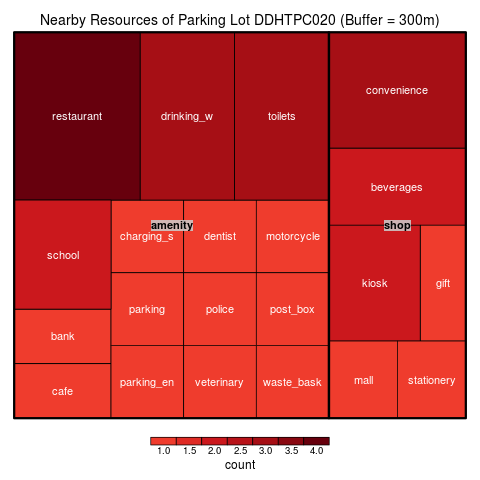 Nearby Resources of Parking Lot DDHTPC020 (Buffer = 300m)
restaurant
drinking_w
toilets
convenience
beverages
school
amenity
charging_s
dentist
motorcycle
shop
kiosk
gift
bank
parking
police
post_box
cafe
parking_en
veterinary
waste_bask
mall
stationery
1.0 1.5 2.0 2.5 3.0 3.5 4.0
count